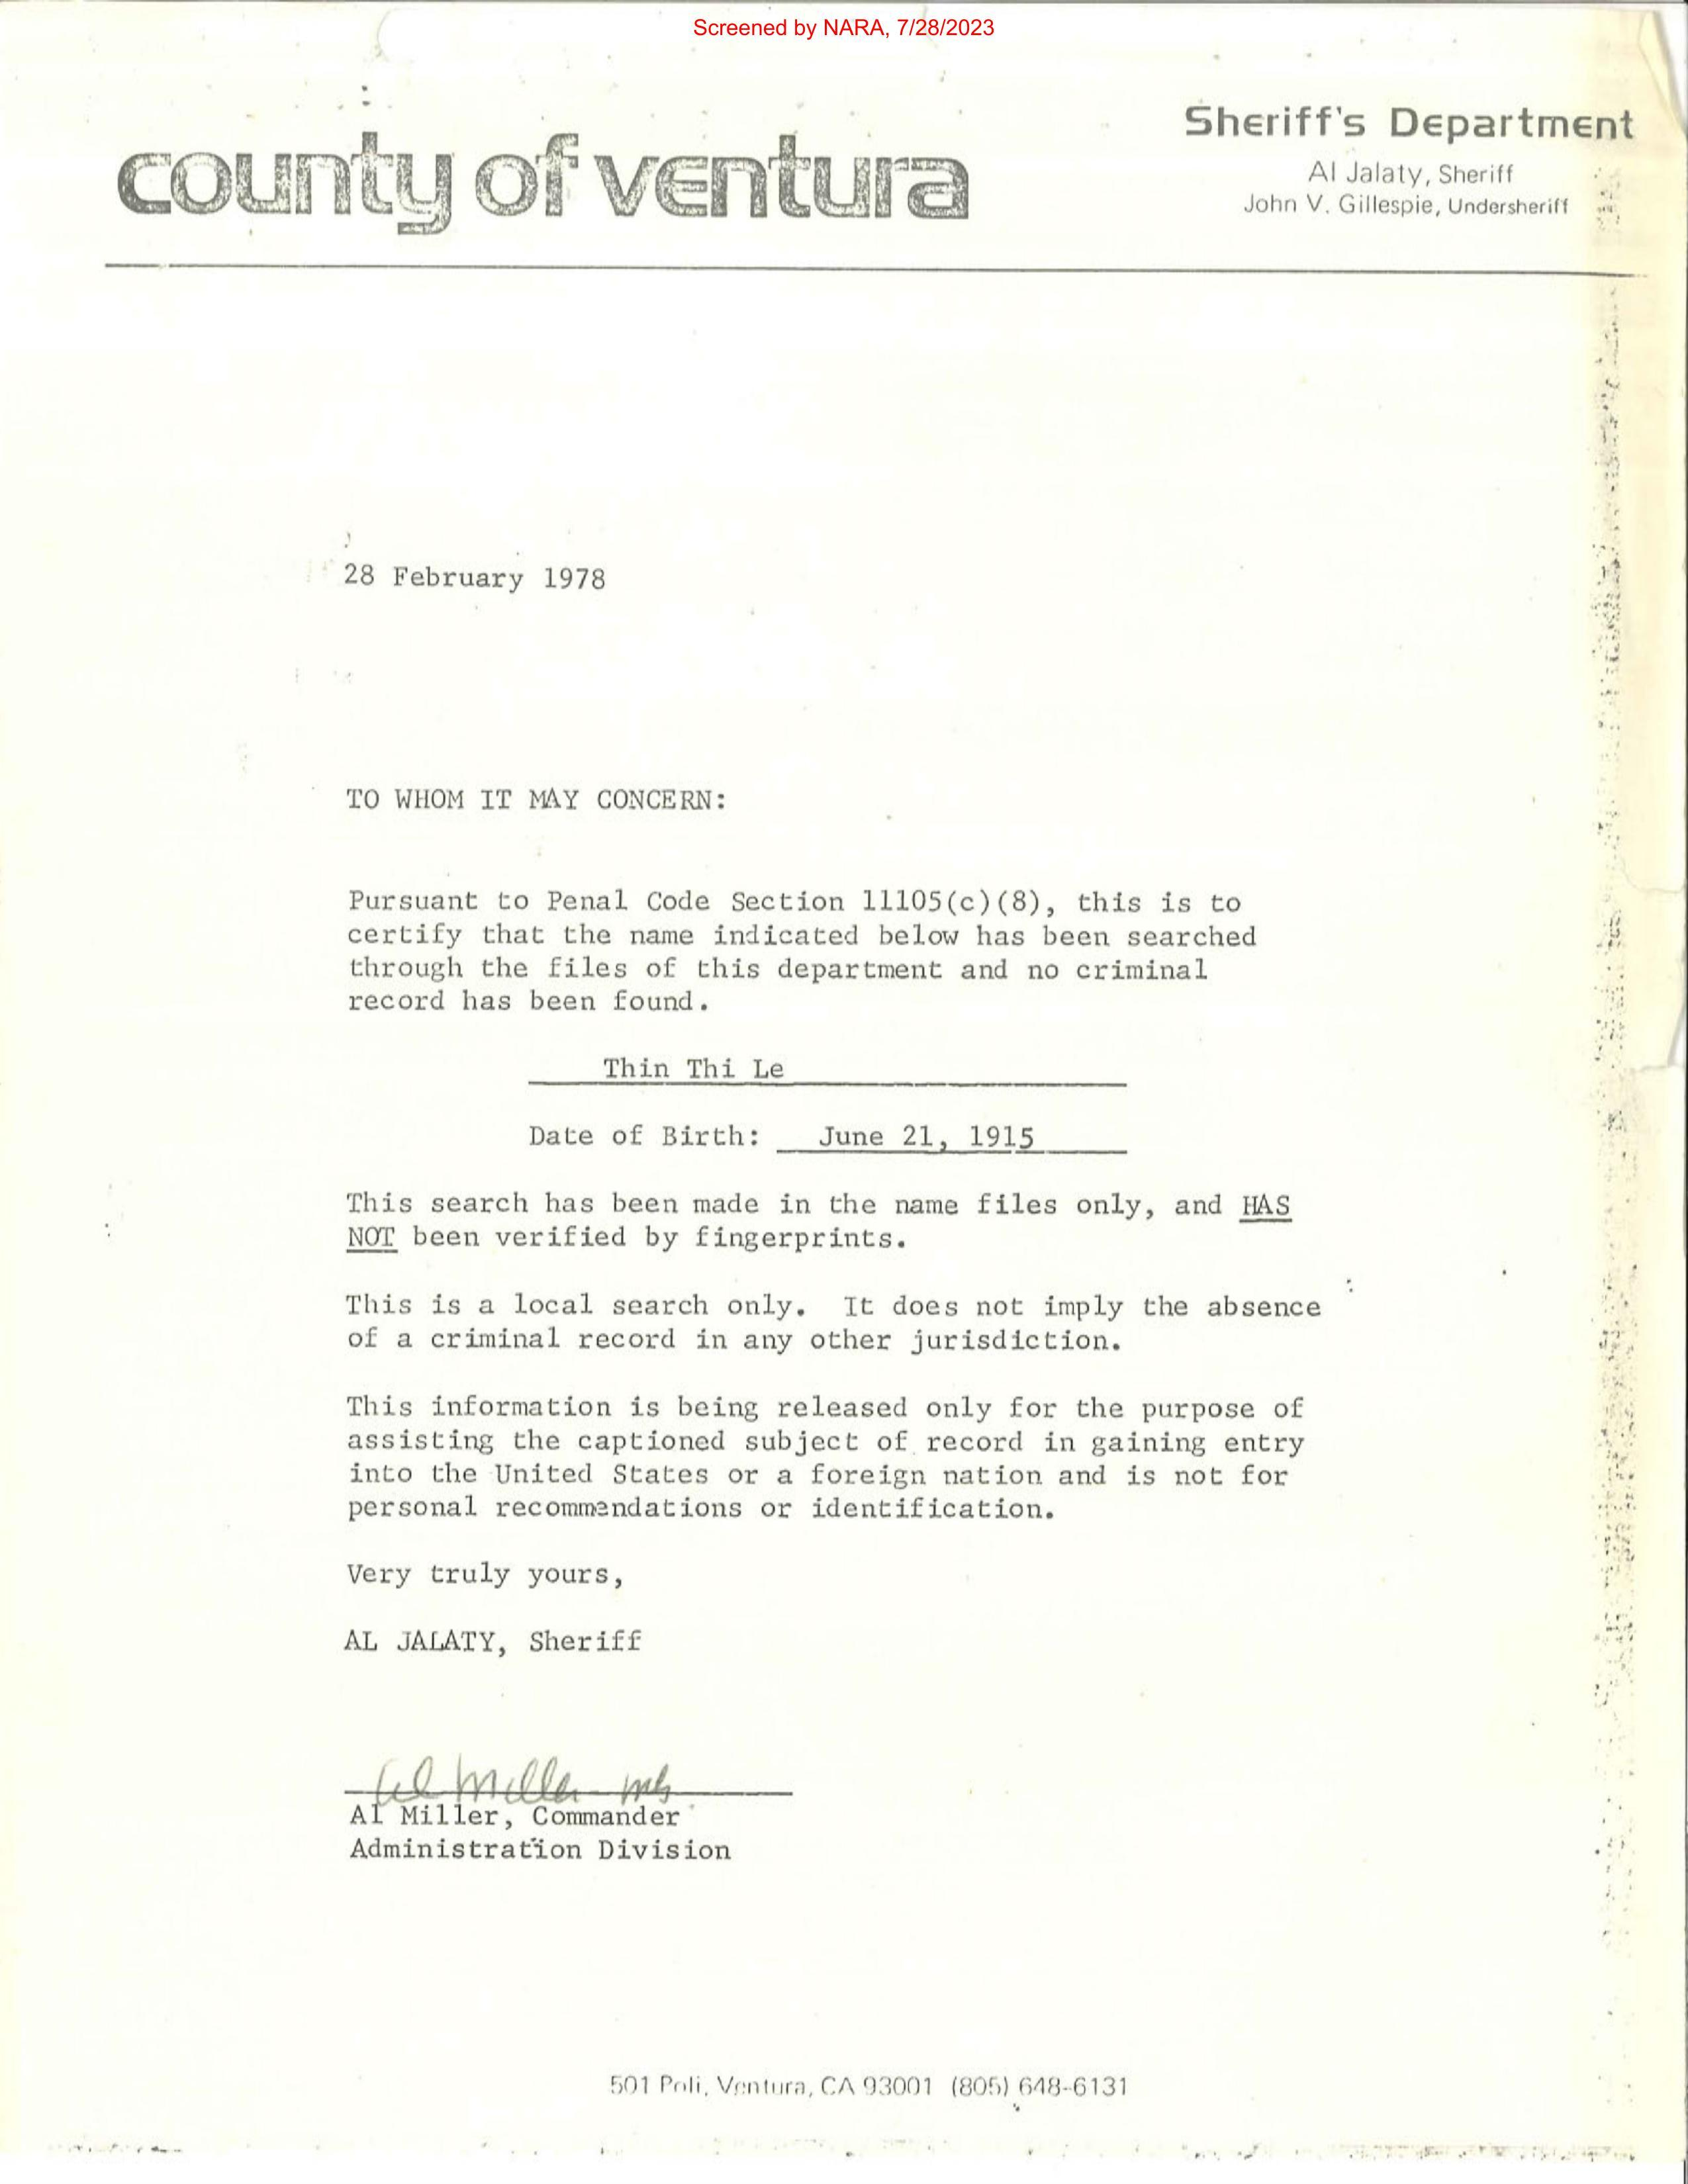 Screened by NARA, 7/28/2023
county of ventura
Sheriff's Department
Al Jalaty, Sheriff
John V. Gillespie, Undersheriff
28 February 1978
TO WHOM IT MAY CONCERN:
Pursuant to Penal Code Section 11105(c)(8), this is to
certify that the name indicated below has been searched
through the files of this department and no criminal
record has been found.
Thin Thi Le
Date of Birth: June 21, 1915
This search has been made in the name files only, and HAS
NOT been verified by fingerprints.
This is a local search only. It does not imply the absence
of a criminal record in any other jurisdiction.
This information is being released only for the purpose of
assisting the captioned subject of record in gaining entry
into the United States or a foreign nation and is not for
personal recommendations or identification.
Very truly yours,
AL JALATY, Sheriff
Al Miller
Al Miller, Commander
Administration Division
501 Poli, Ventura, CA 93001 (805) 648-6131